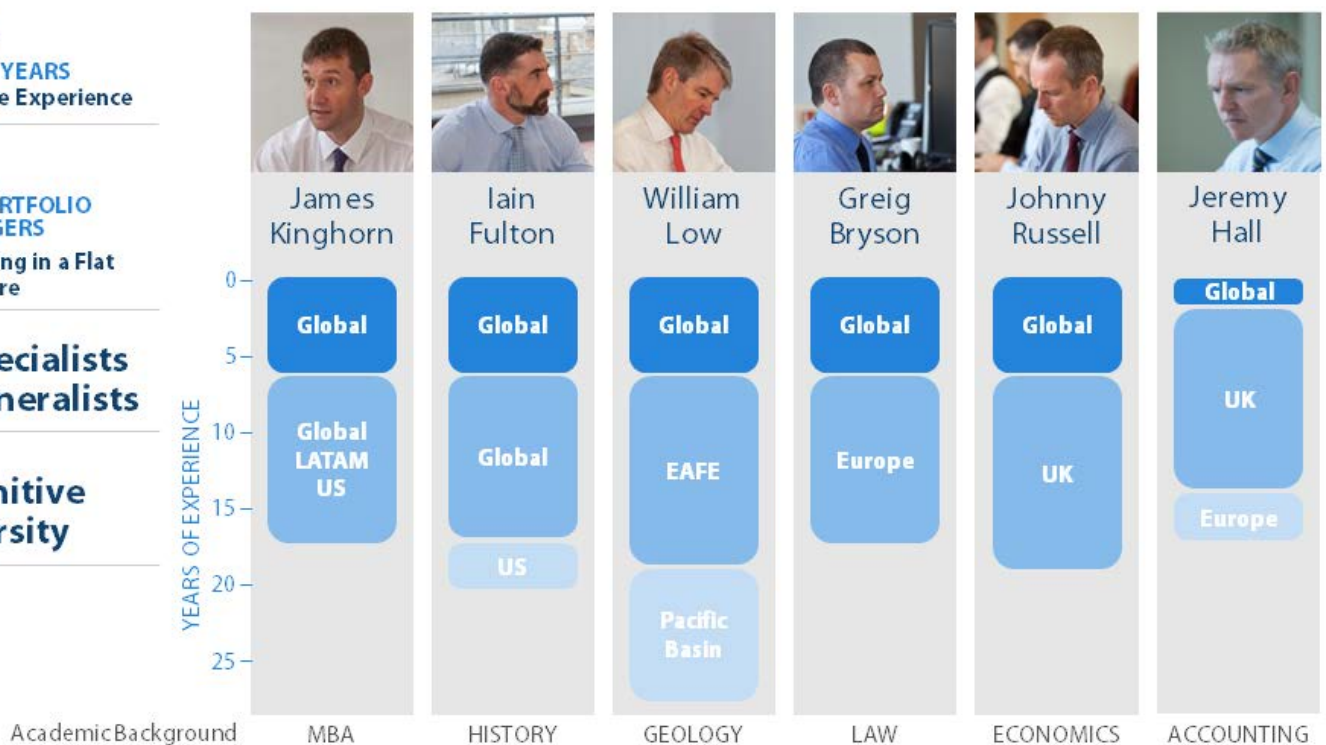 YEARS
e Experience
RTFOLIO
GERS
ng in a Flat
re
ecialists
neralists
nitive
rsity
James
Kinghorn
Iain
Fulton
William
Low
Greig
Bryson
Johnny
Russell
Jeremy
Hall
YEARS OF EXPERIENCE
0
5
10
15
20
25
Global
Global
LATAM
US
Global
Global
US
Global
EAFE
Pacific
Basin
Global
Europe
Global
UK
Global
UK
Europe
Academic Background
MBA
HISTORY
GEOLOGY
LAW
ECONOMICS
ACCOUNTING